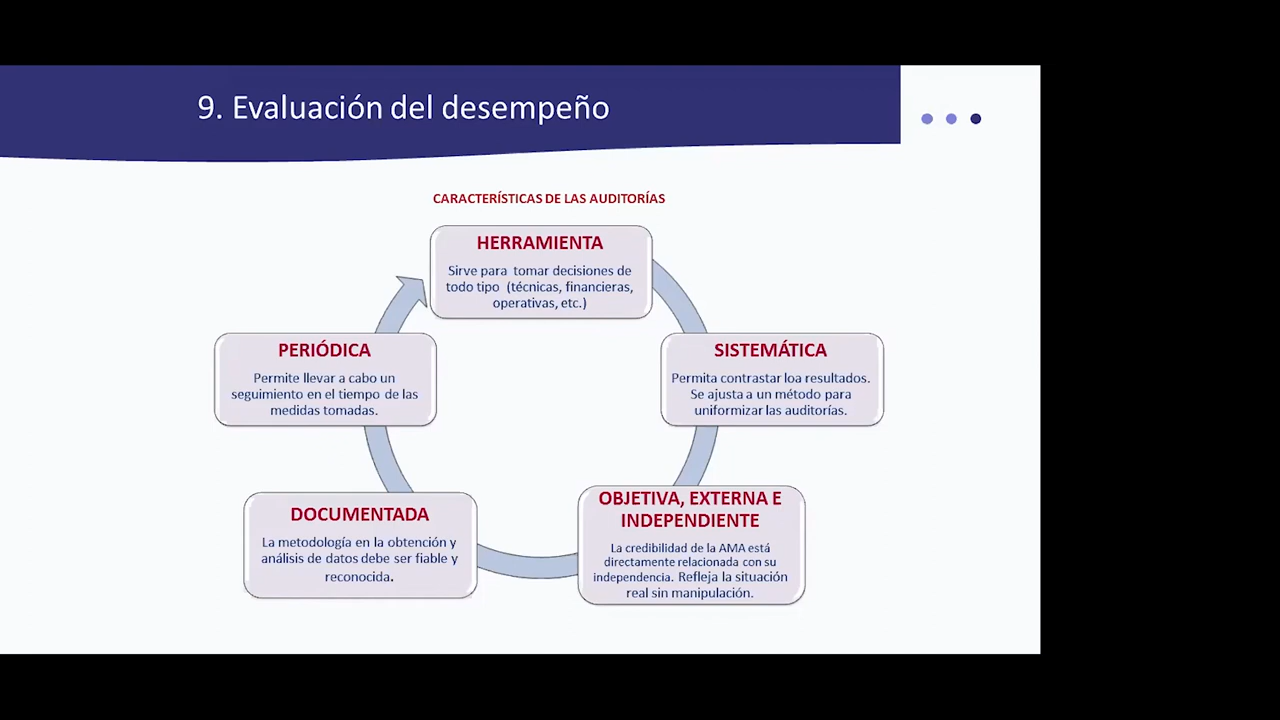 9. Evaluación del desempeño
CARACTERÍSTICAS DE LAS AUDITORÍAS
HERRAMIENTA
Sirve para tomar decisiones de
todo tipo (técnicas, financieras,
operativas, etc.)
SISTEMÁTICA
Permita contrastar loa resultados.
Se ajusta a un método para
uniformizar las auditorías.
OBJETIVA, EXTERNA E
INDEPENDIENTE
La credibilidad de la AMA está
directamente relacionada con su
independencia. Refleja la situación
real sin manipulación.
DOCUMENTADA
La metodología en la obtención y
análisis de datos debe ser fiable y
reconocida.
PERIÓDICA
Permite llevar a cabo un
seguimiento en el tiempo de las
medidas tomadas.